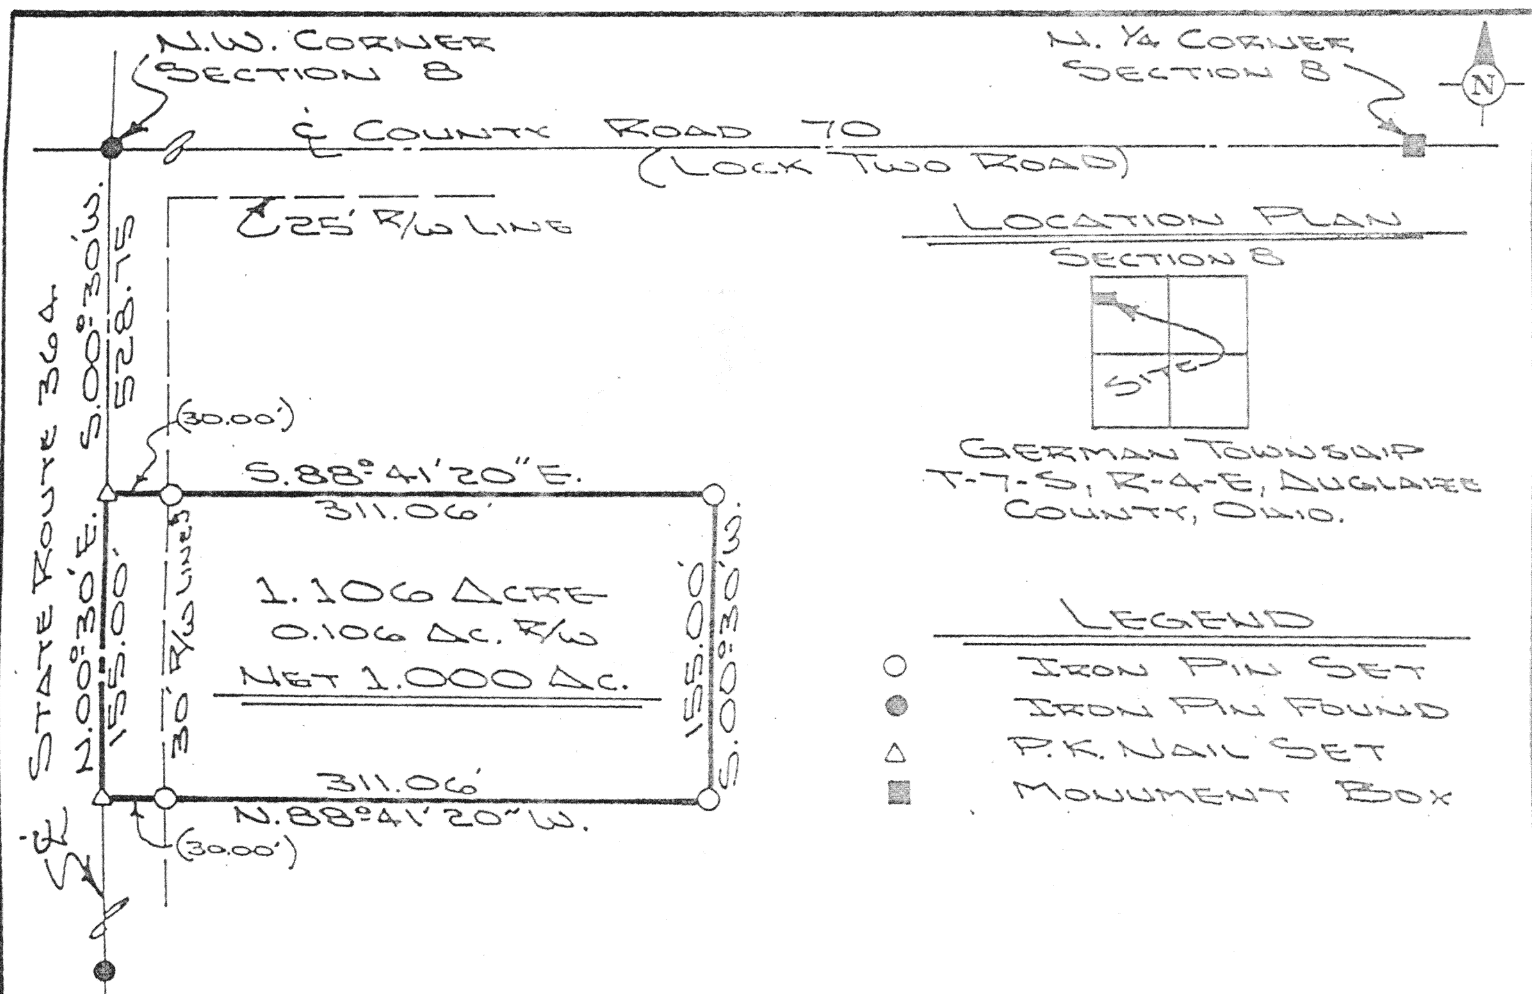 N.W. CORNER
SECTION 8
N. 1/4 CORNER
SECTION 8
N
℄ COUNTY ROAD 70
(LOCK TWO ROAD)
25' R/W LINE
S.00°30'W.
528.75
LOCATION PLAN
SECTION 8
SITE
GERMAN TOWNSHIP
T-7-S, R-4-E, AUGLAIZE
COUNTY, OHIO.
(30.00')
S.88°41'20"E.
311.06'
℄ STATE ROUTE 364
N.00°30'E.
155.00'
30' R/W LINE
1.106 ACRE
0.106 AC. R/W
NET 1.000 AC.
155.00'
S.00°30'W.
311.06'
N.88°41'20"W.
(30.00')
LEGEND
IRON PIN SET
IRON PIN FOUND
P.K. NAIL SET
MONUMENT BOX